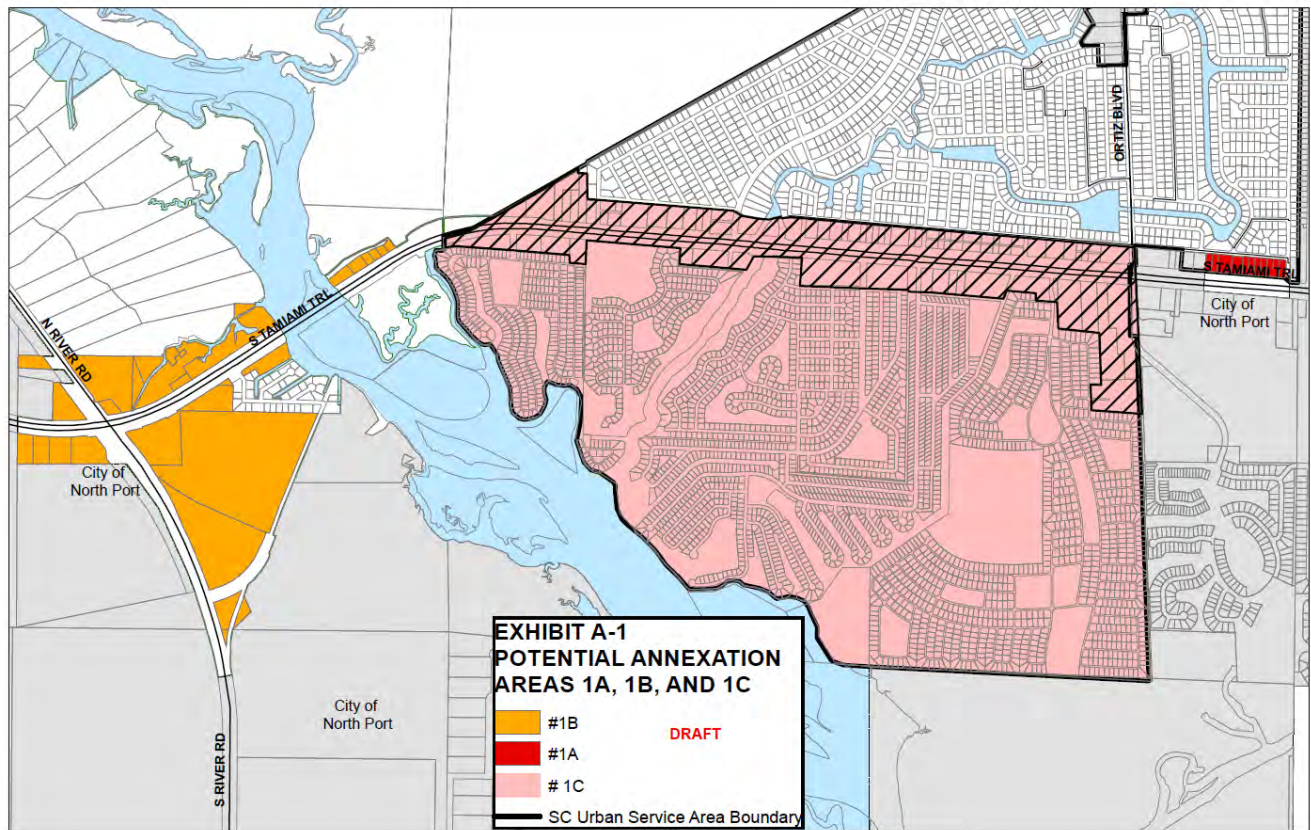 ORTIZ BLVD
S TAMIAMI TRL
City of
North Port
S TAMIAMI TRL
N RIVER RD
City of
North Port
City of
North Port
S RIVER RD
EXHIBIT A-1
POTENTIAL ANNEXATION
AREAS 1A, 1B, AND 1C
#1B
DRAFT
#1A
# 1C
SC Urban Service Area Boundary